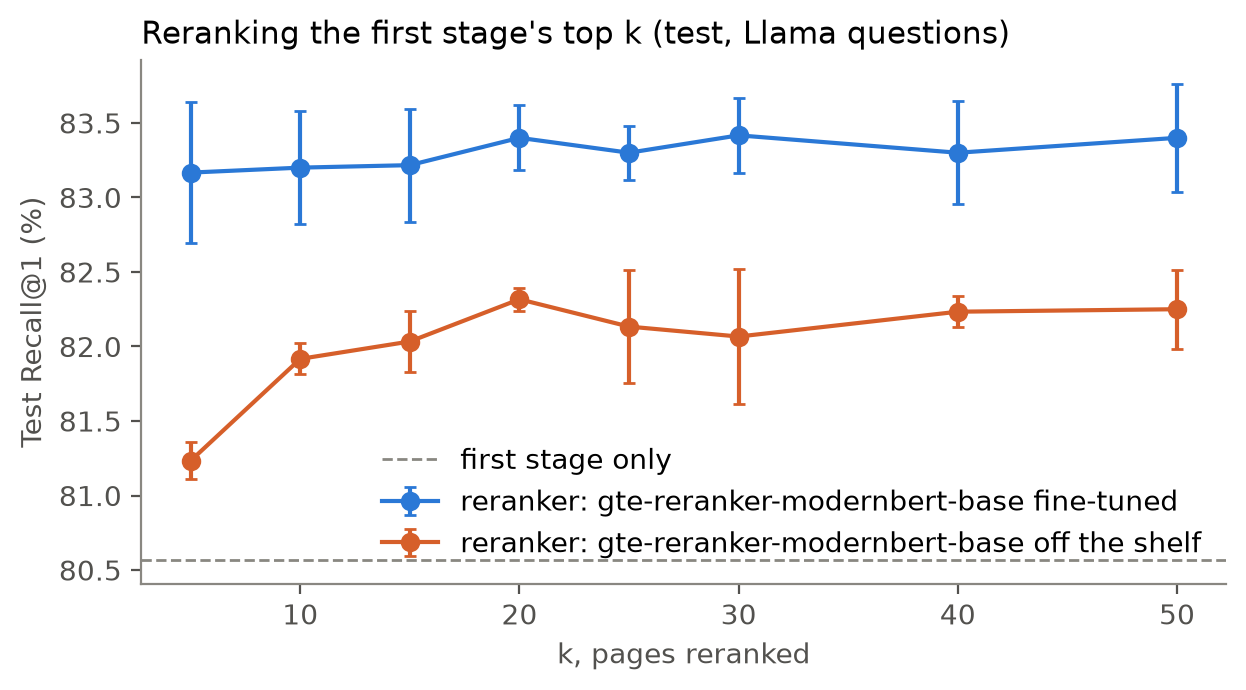 Reranking the first stage's top k (test, Llama questions)
Test Recall@1 (%)
83.5
83.0
82.5
82.0
81.5
81.0
80.5
first stage only
reranker: gte-reranker-modernbert-base fine-tuned
reranker: gte-reranker-modernbert-base off the shelf
10 20 30 40 50
k, pages reranked